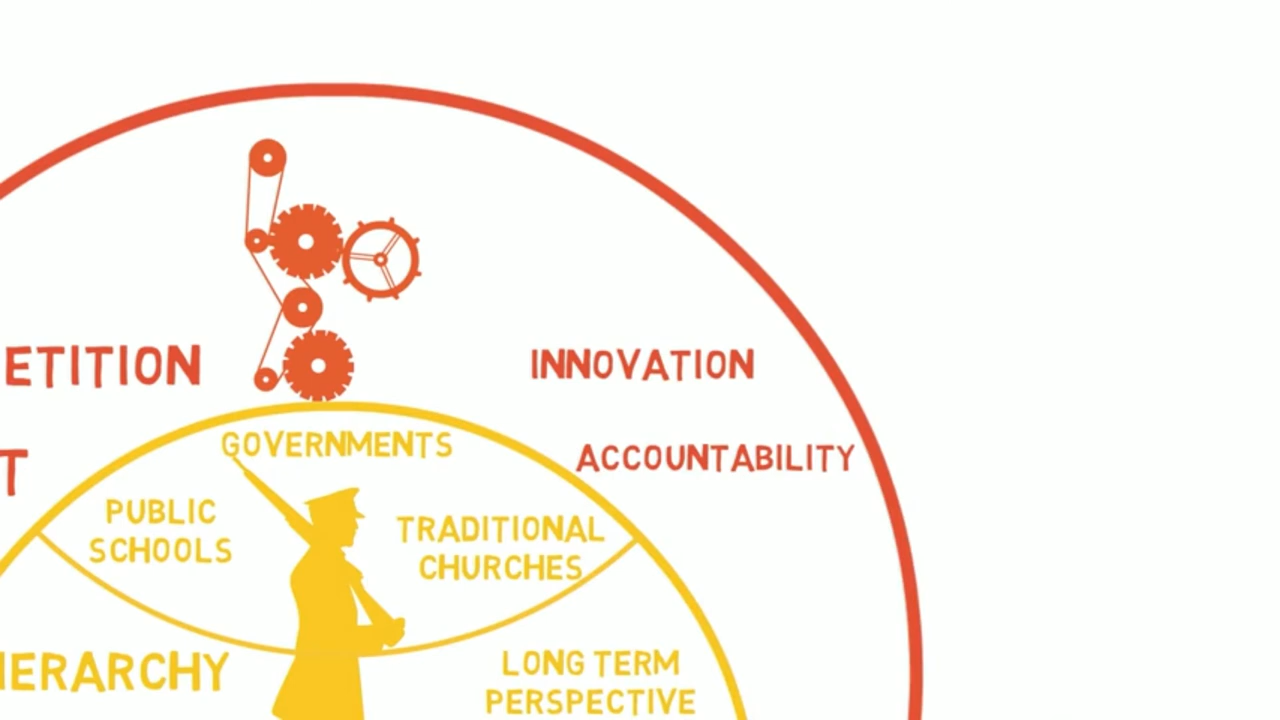 ETITION
INNOVATION
T
ACCOUNTABILITY
GOVERNMENTS
PUBLIC
SCHOOLS
TRADITIONAL
CHURCHES
IERARCHY
LONG TERM
PERSPECTIVE